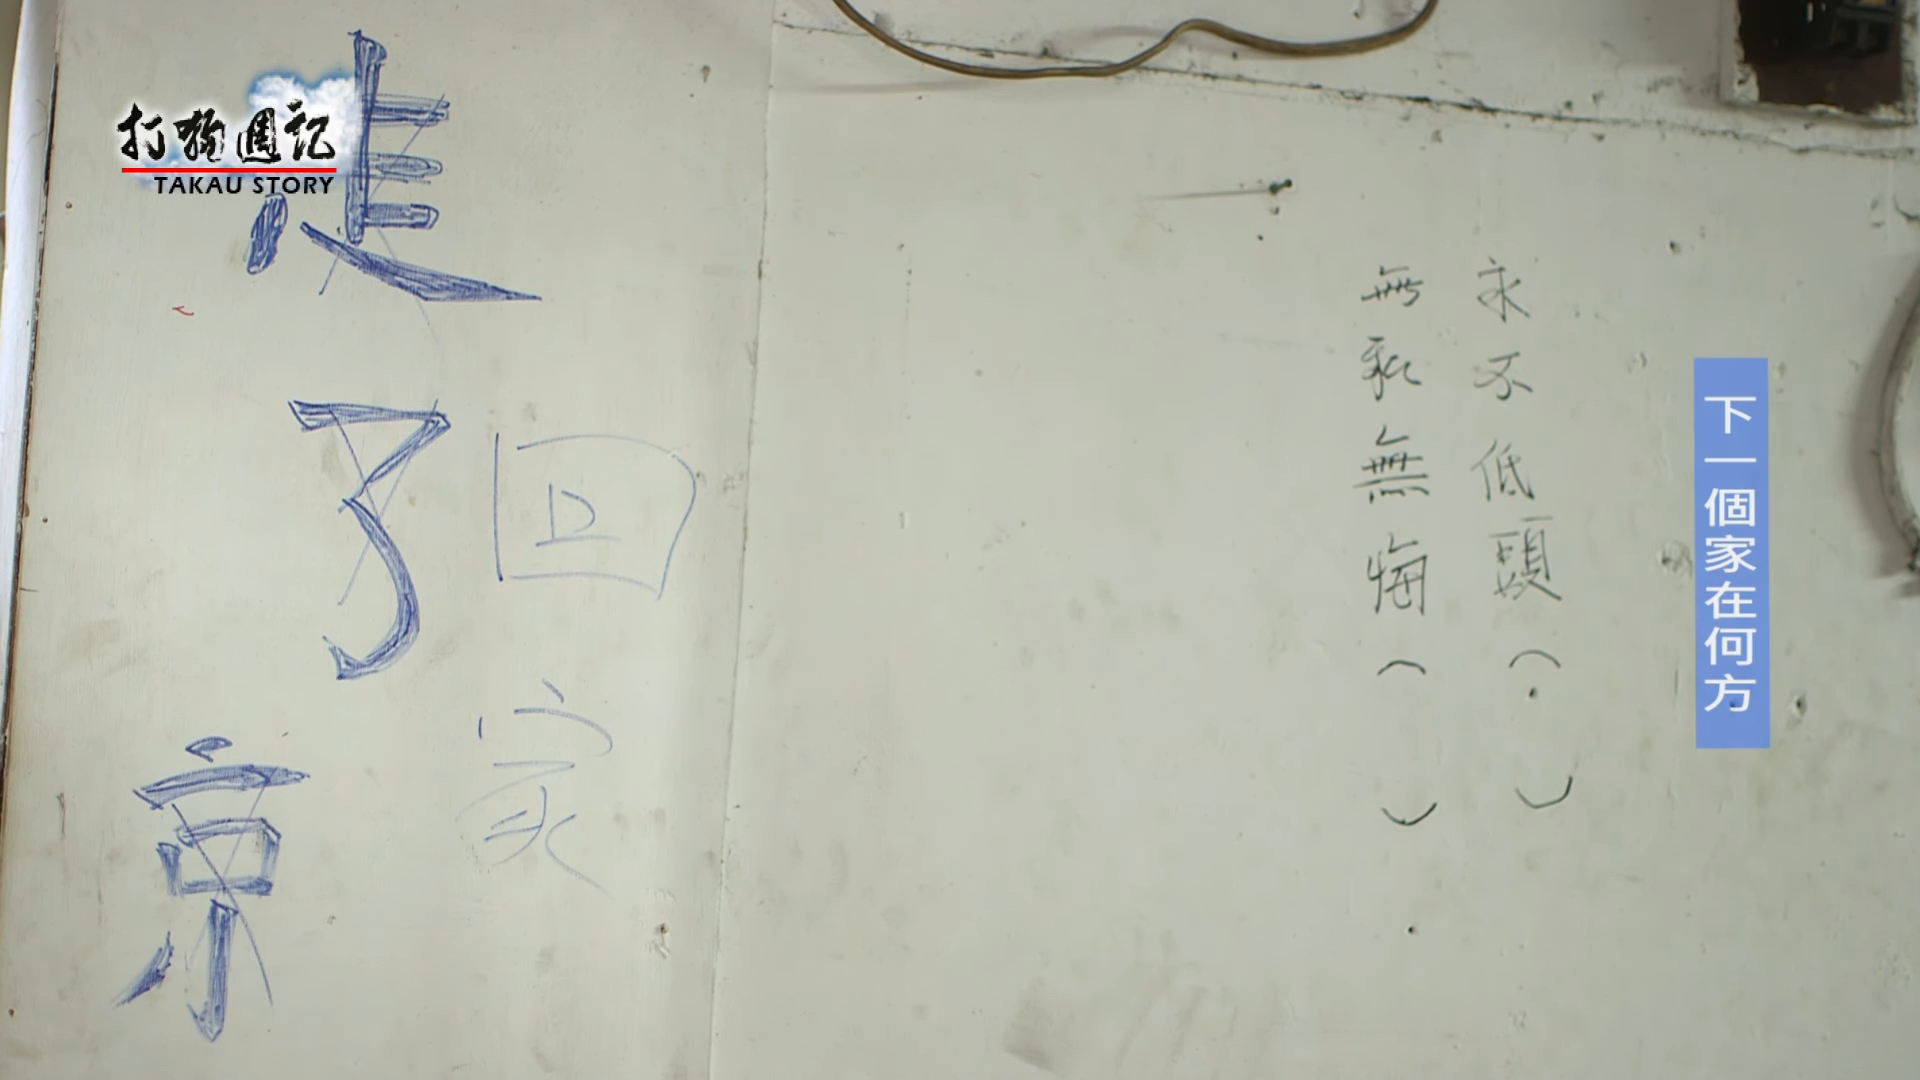 打狗週記
TAKAU STORY
下一個家在何方
永不低頭（ ）
無私無悔（ ）
回家
走了
京